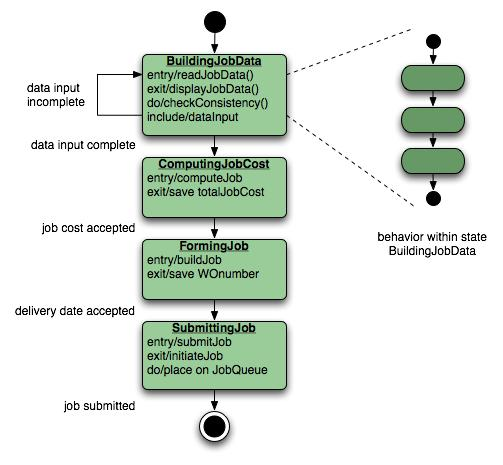 BuildingJobData
entry/readJobData()
exit/displayJobData()
do/checkConsistency()
include/dataInput
data input
incomplete
data input complete
ComputingJobCost
entry/computeJob
exit/save totalJobCost
job cost accepted
FormingJob
entry/buildJob
exit/save WOnumber
delivery date accepted
SubmittingJob
entry/submitJob
exit/initiateJob
do/place on JobQueue
job submitted
behavior within state
BuildingJobData